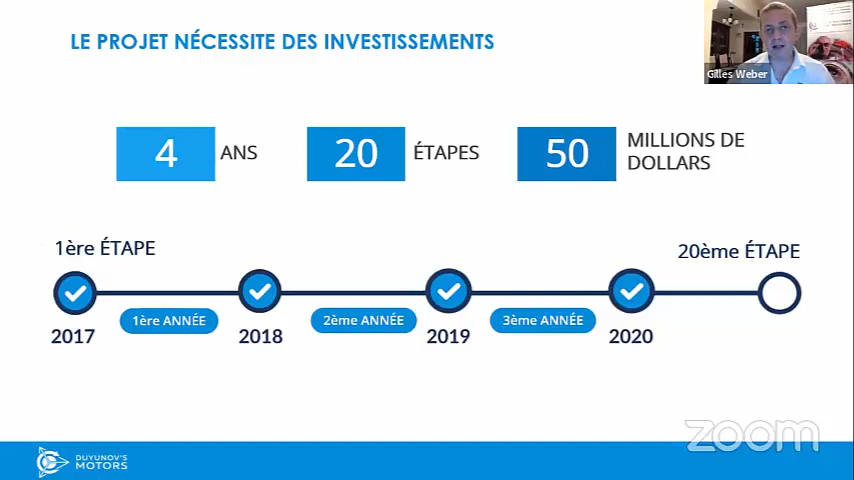 LE PROJET NÉCESSITE DES INVESTISSEMENTS
Gilles Weber
4 ANS
20 ÉTAPES
50 MILLIONS DE
DOLLARS
1ère ÉTAPE
20ème ÉTAPE
1ère ANNÉE
2ème ANNÉE
3ème ANNÉE
2017
2018
2019
2020
zoom
DUYUNOV'S
MOTORS